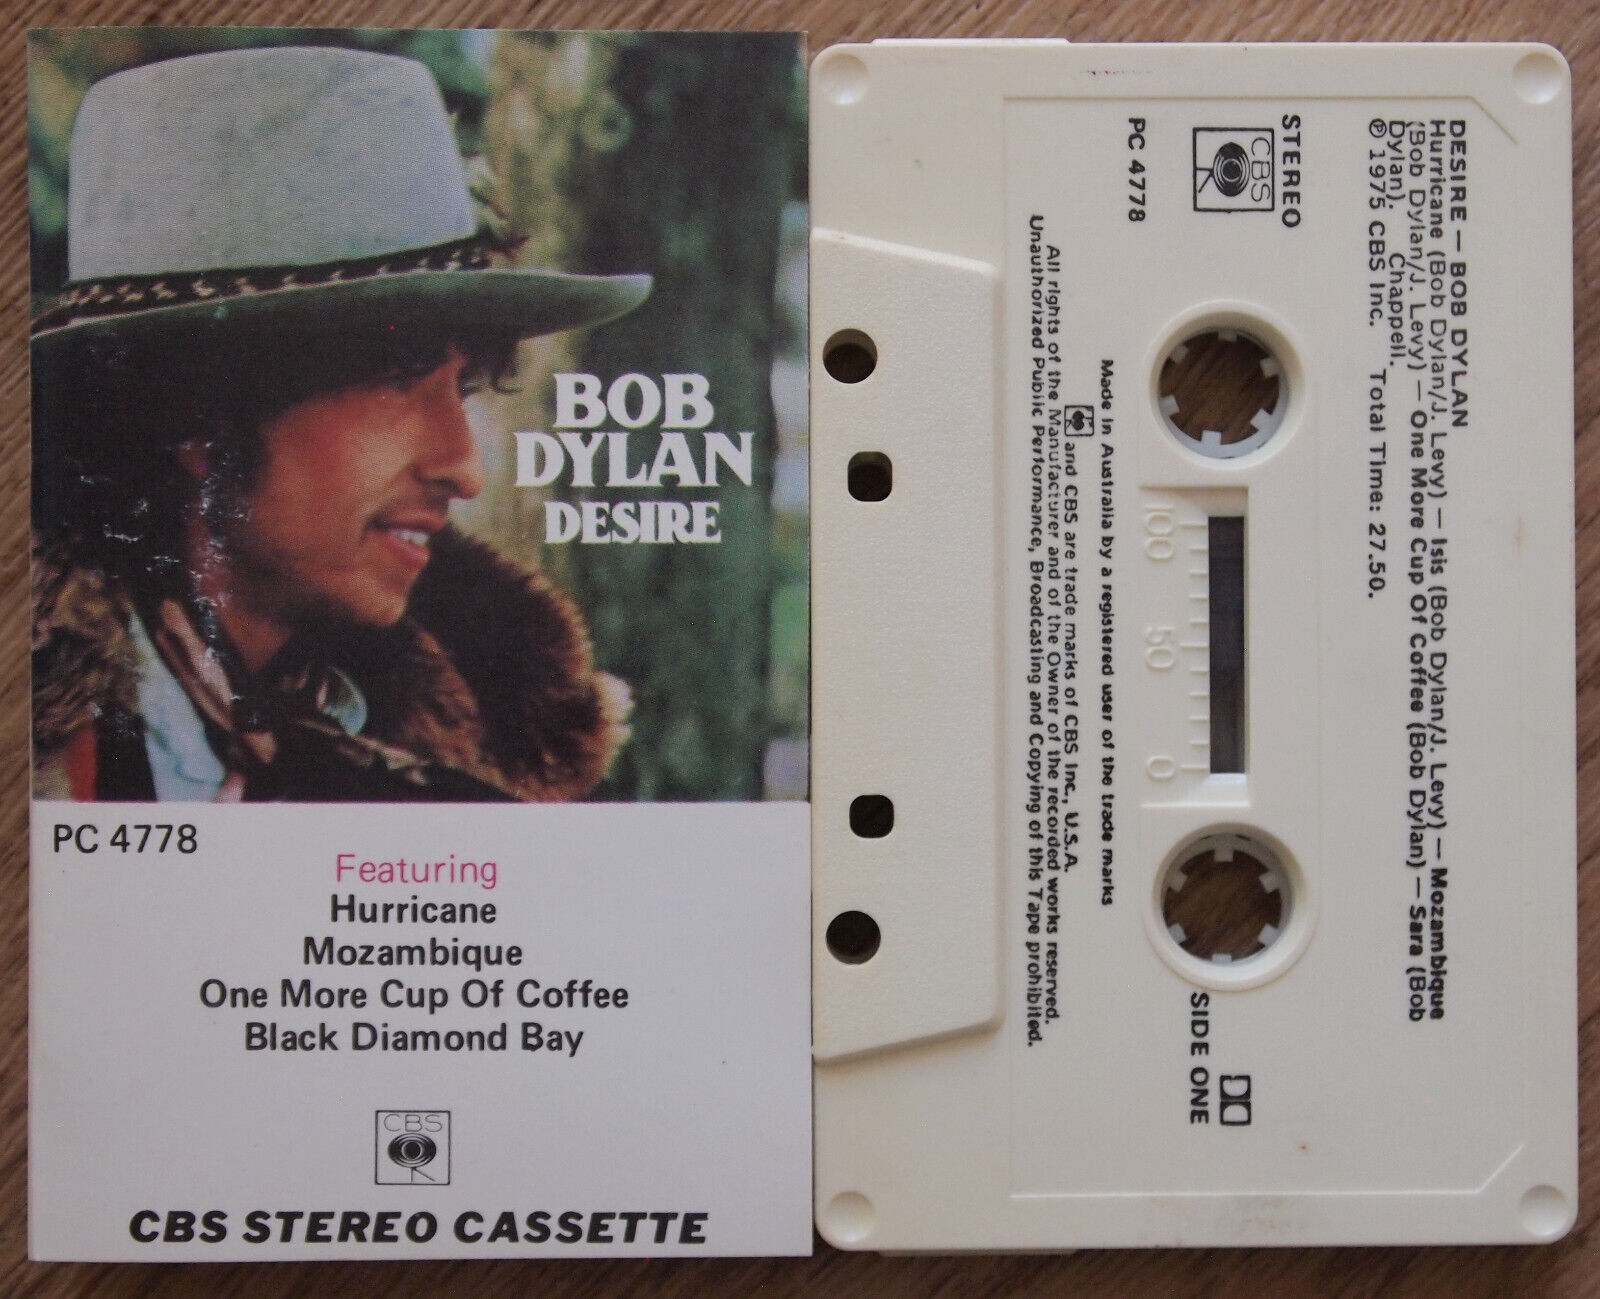 BOB
DYLAN
DESIRE
PC 4778
Featuring
Hurricane
Mozambique
One More Cup Of Coffee
Black Diamond Bay
CBS
CBS STEREO CASSETTE
DESIRE — BOB DYLAN
Hurricane (Bob Dylan/J. Levy) — Isis (Bob Dylan/J. Levy) — Mozambique
(Bob Dylan/J. Levy) — One More Cup Of Coffee (Bob Dylan) — Sara (Bob
Dylan). Chappell.
℗ 1975 CBS Inc. Total Time: 27.50.
STEREO
CBS
PC 4778
100 50 0
SIDE ONE
Made in Australia by a registered user of the trade marks
and CBS are trade marks of CBS Inc., U.S.A.
All rights of the Manufacturer and of the Owner of the recorded works reserved.
Unauthorized Public Performance, Broadcasting and Copying of this Tape prohibited.